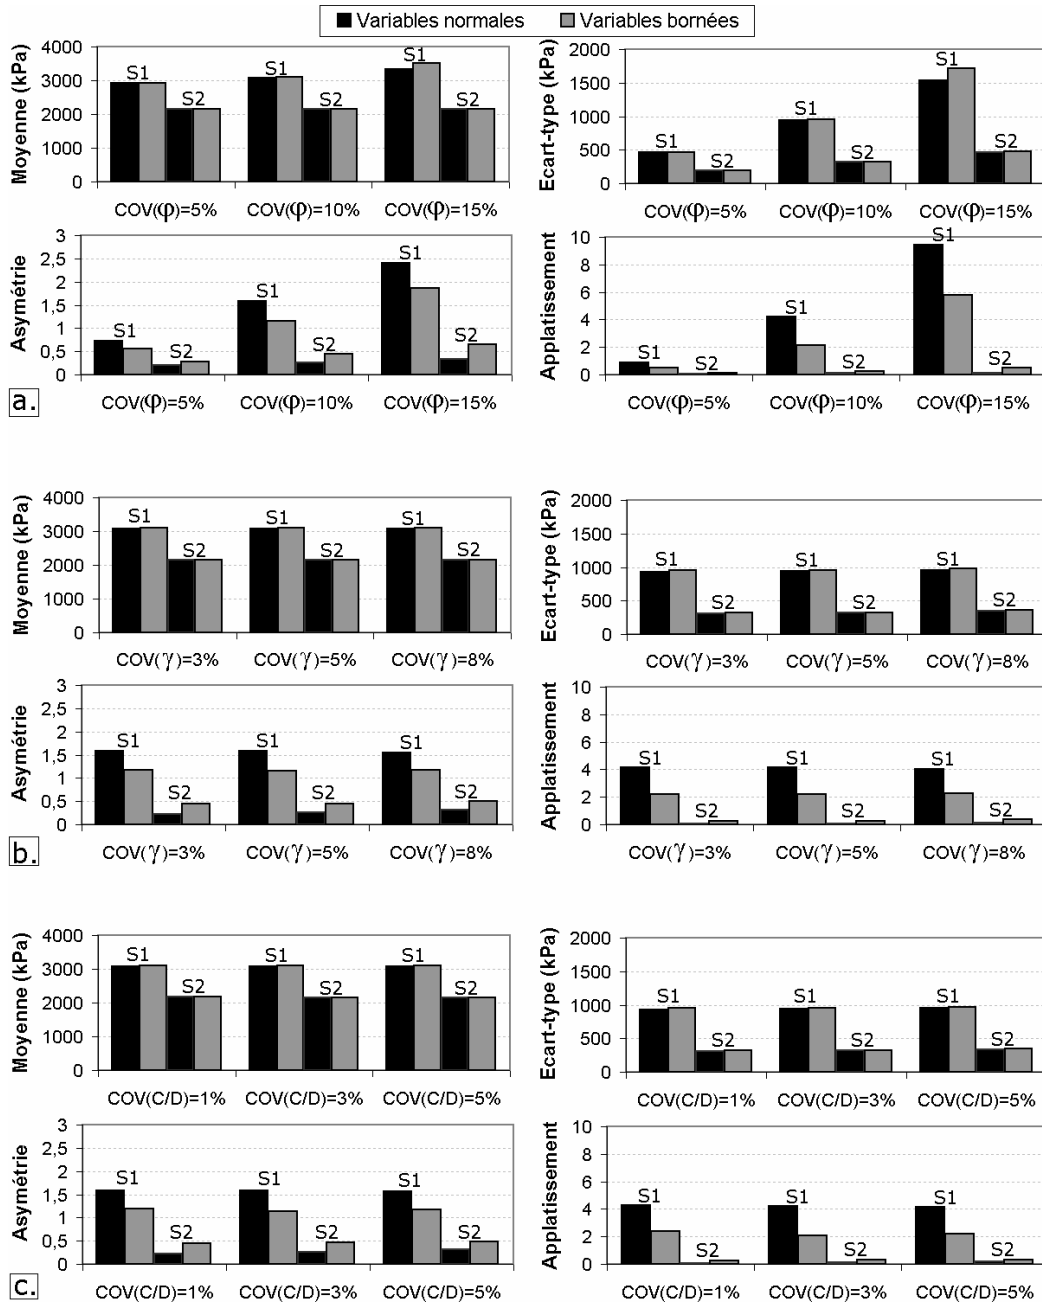 Variables normales Variables bornées
Moyenne (kPa)
4000
3000
2000
1000
0
S1 S2 S1 S2 S1 S2
COV(φ)=5% COV(φ)=10% COV(φ)=15%
Ecart-type (kPa)
2000
1500
1000
500
0
S1 S2 S1 S2 S1 S2
COV(φ)=5% COV(φ)=10% COV(φ)=15%
Asymétrie
3
2,5
2
1,5
1
0,5
0
S1 S2 S1 S2 S1 S2
COV(φ)=5% COV(φ)=10% COV(φ)=15%
Applatissement
10
8
6
4
2
0
S1 S2 S1 S2 S1 S2
COV(φ)=5% COV(φ)=10% COV(φ)=15%
a.
Moyenne (kPa)
4000
3000
2000
1000
0
S1 S2 S1 S2 S1 S2
COV(γ)=3% COV(γ)=5% COV(γ)=8%
Ecart-type (kPa)
2000
1500
1000
500
0
S1 S2 S1 S2 S1 S2
COV(γ)=3% COV(γ)=5% COV(γ)=8%
Asymétrie
3
2,5
2
1,5
1
0,5
0
S1 S2 S1 S2 S1 S2
COV(γ)=3% COV(γ)=5% COV(γ)=8%
Applatissement
10
8
6
4
2
0
S1 S2 S1 S2 S1 S2
COV(γ)=3% COV(γ)=5% COV(γ)=8%
b.
Moyenne (kPa)
4000
3000
2000
1000
0
S1 S2 S1 S2 S1 S2
COV(C/D)=1% COV(C/D)=3% COV(C/D)=5%
Ecart-type (kPa)
2000
1500
1000
500
0
S1 S2 S1 S2 S1 S2
COV(C/D)=1% COV(C/D)=3% COV(C/D)=5%
Asymétrie
3
2,5
2
1,5
1
0,5
0
S1 S2 S1 S2 S1 S2
COV(C/D)=1% COV(C/D)=3% COV(C/D)=5%
Applatissement
10
8
6
4
2
0
S1 S2 S1 S2 S1 S2
COV(C/D)=1% COV(C/D)=3% COV(C/D)=5%
c.